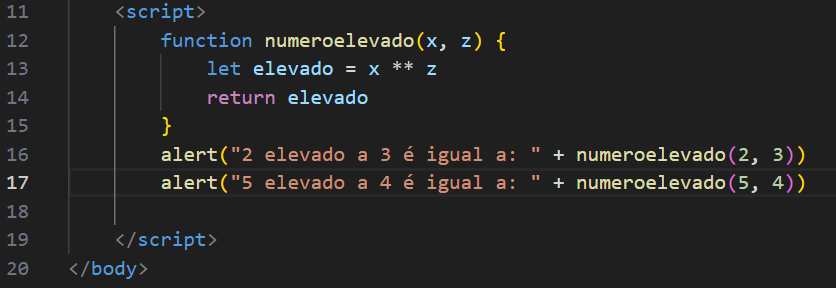 11 <script>
12 function numeroelevado(x, z) {
13 let elevado = x ** z
14 return elevado
15 }
16 alert("2 elevado a 3 é igual a: " + numeroelevado(2, 3))
17 alert("5 elevado a 4 é igual a: " + numeroelevado(5, 4))
18
19 </script>
20 </body>